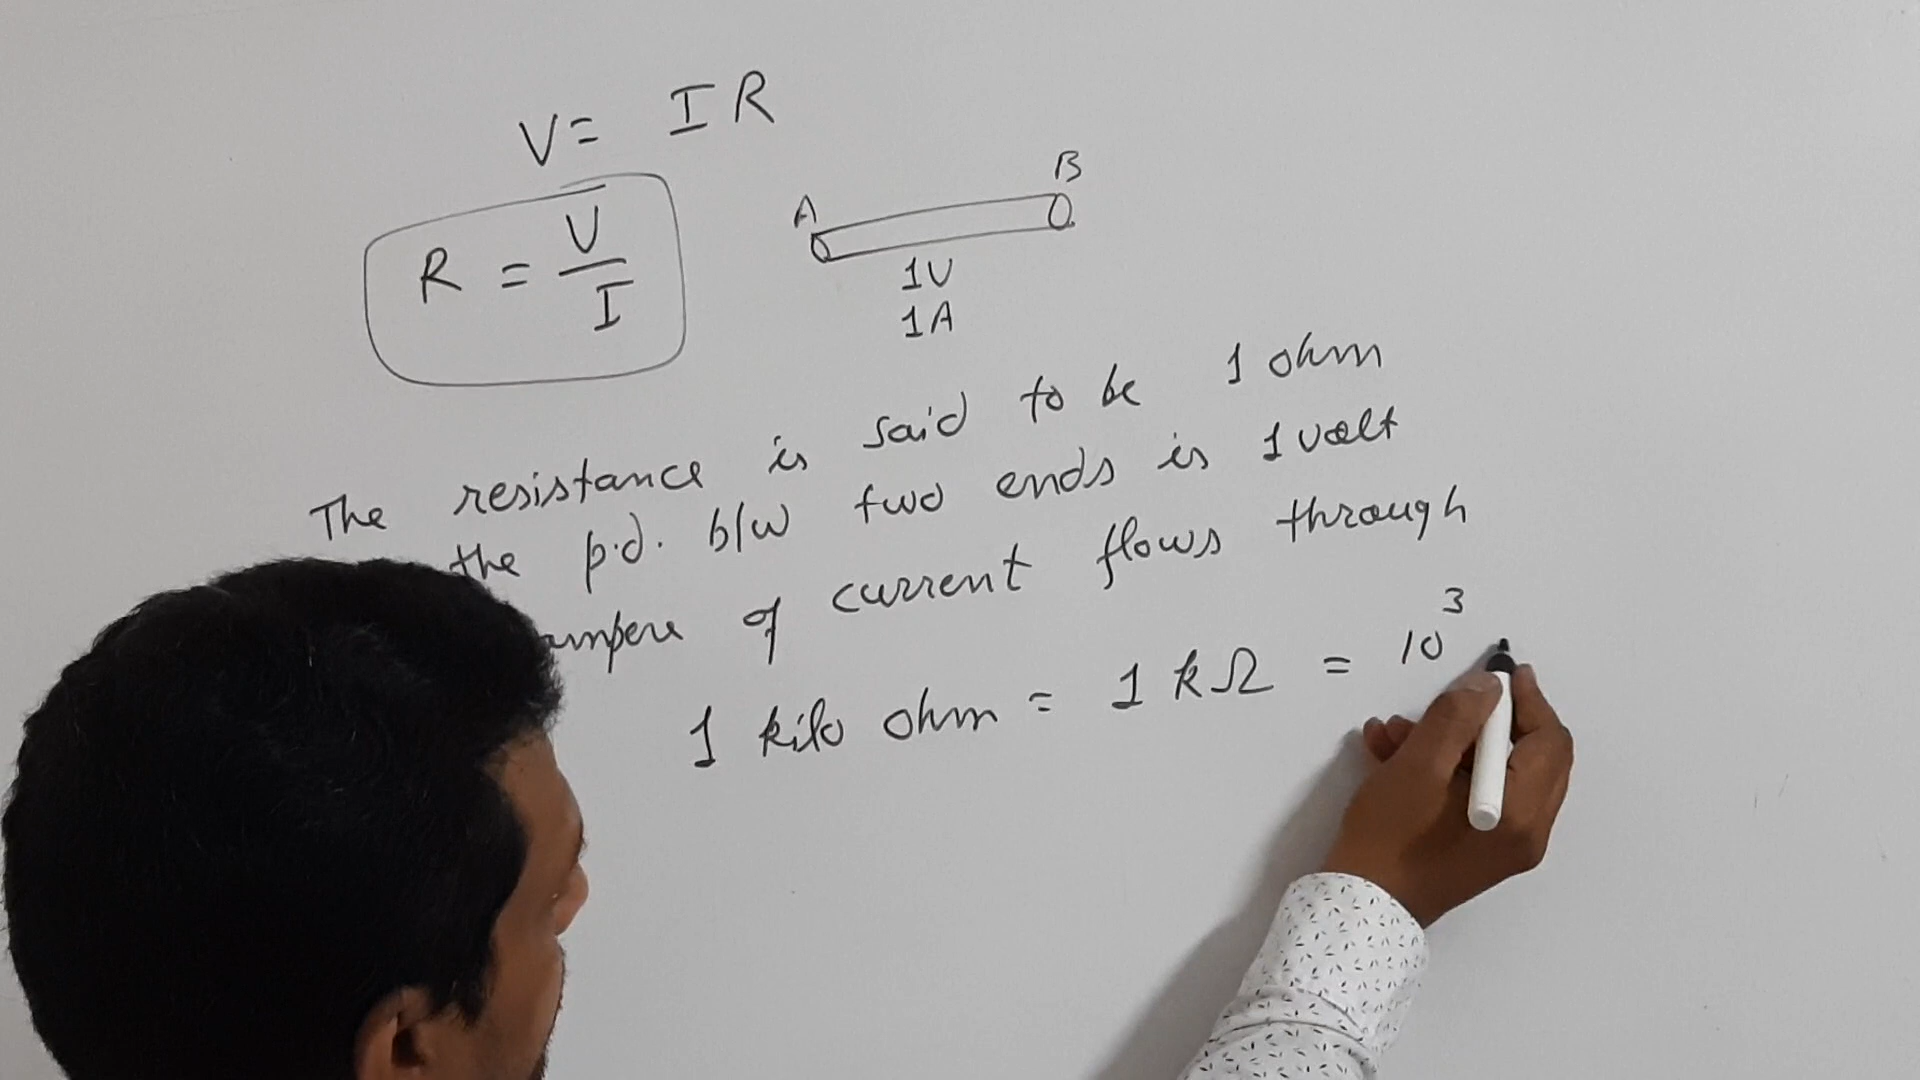 V = I R
R = V / I
A B
1V
1A
The resistance is said to be 1 ohm
the p.d. b/w two ends is 1 volt
ampere of current flows through
1 kilo ohm = 1 kΩ = 10³